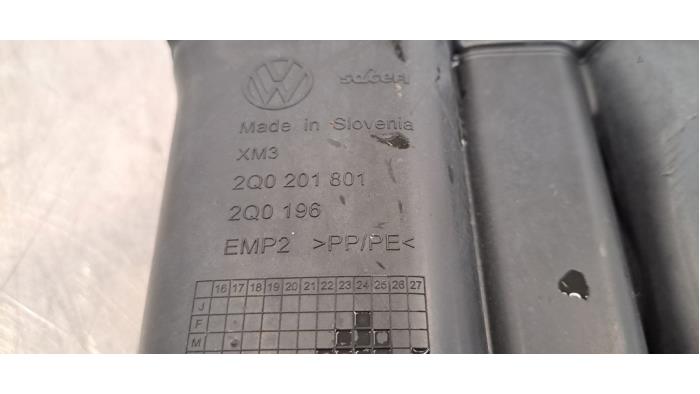 VW saten
Made in Slovenia
XM3
2Q0 201 801
2Q0 196
EMP2 >PP/PE<
16 17 18 19 20 21 22 23 24 25 26 27
J
F
M